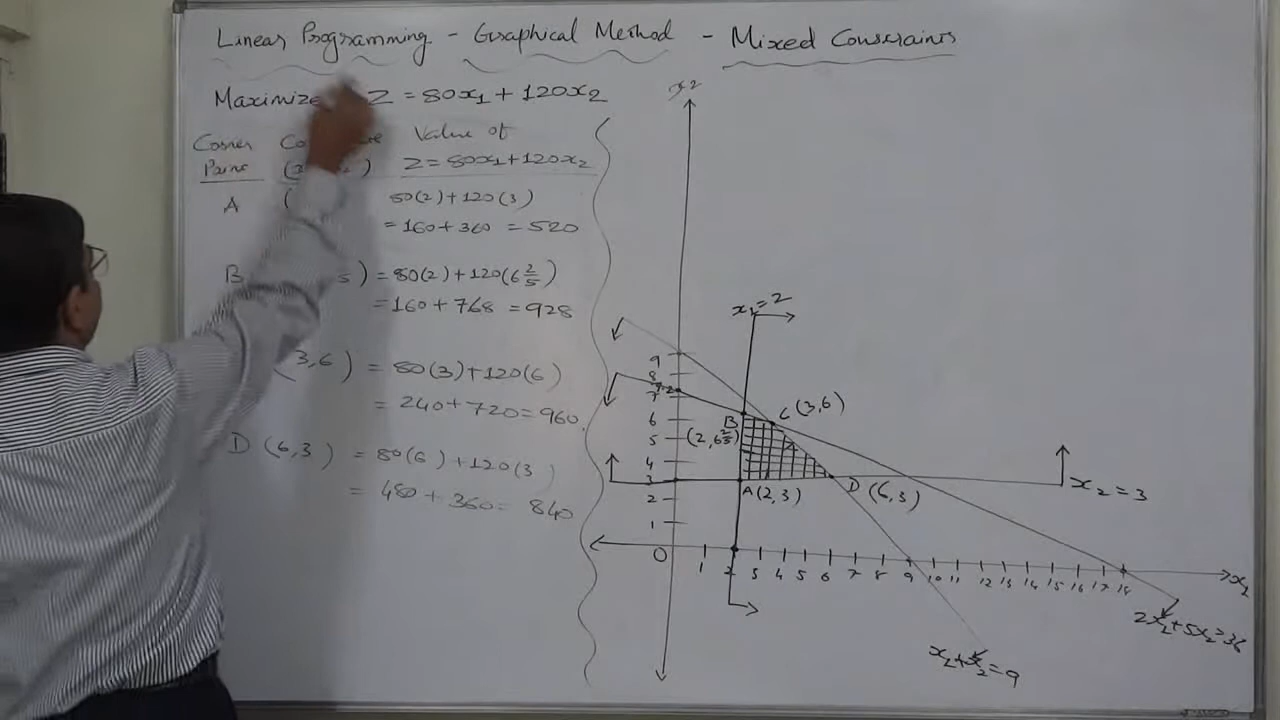 Linear Programming - Graphical Method - Mixed Constraints
Maximize Z = 80x1 + 120x2
Corner Value of
Point Z = 80x1 + 120x2
A ( 80(2) + 120(3)
= 160 + 360 = 520
B ) = 80(2) + 120(6 2/5)
= 160 + 768 = 928
(3,6) = 80(3) + 120(6)
= 240 + 720 = 960.
D (6,3) = 80(6) + 120(3)
= 480 + 360 = 840
x2
x1 = 2
9
8
7.2
7
6
5
4
3
2
1
O
B
(2, 6 2/5)
C (3,6)
A (2,3)
D (6,3)
x2 = 3
1 2 3 4 5 6 7 8 9 10 11 12 13 14 15 16 17 18
x2
2x2 + 5x2 = 36
x2 + x2 = 9